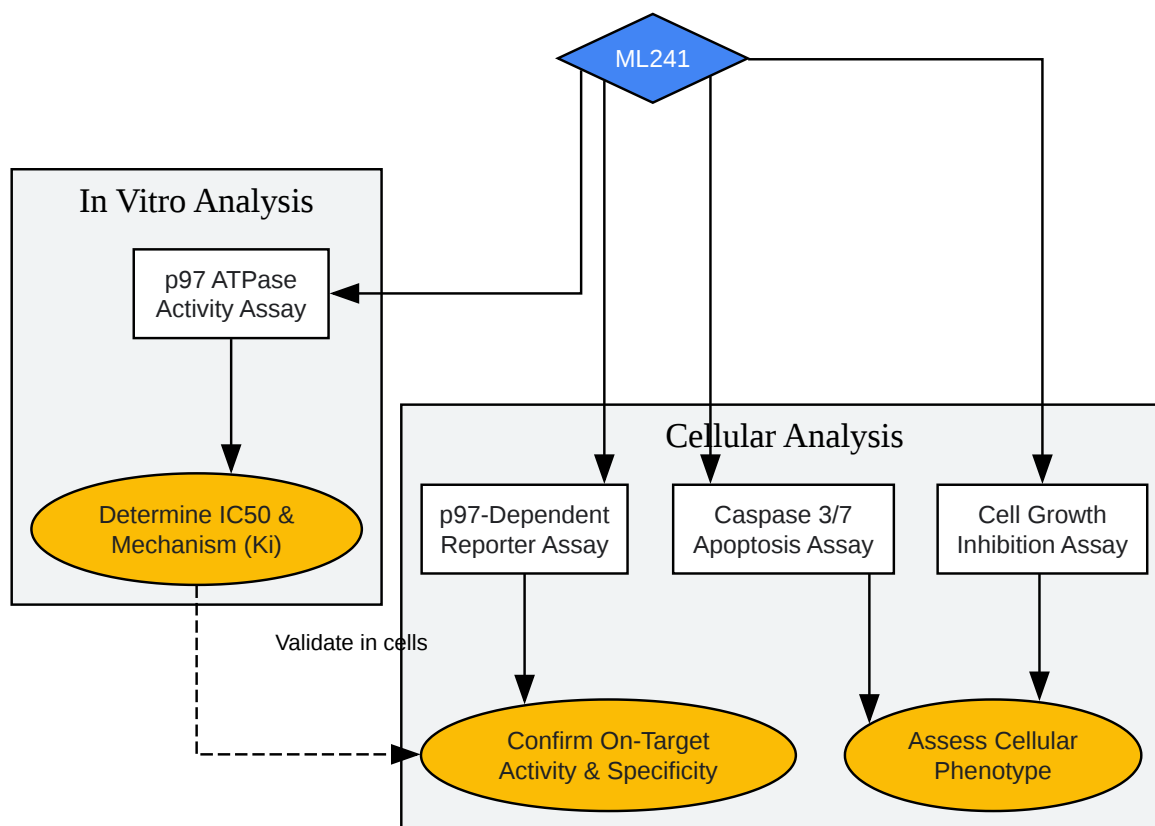 ML241
In Vitro Analysis
p97 ATPase
Activity Assay
Determine IC50 &
Mechanism (Ki)
Validate in cells
Cellular Analysis
p97-Dependent
Reporter Assay
Caspase 3/7
Apoptosis Assay
Cell Growth
Inhibition Assay
Confirm On-Target
Activity & Specificity
Assess Cellular
Phenotype